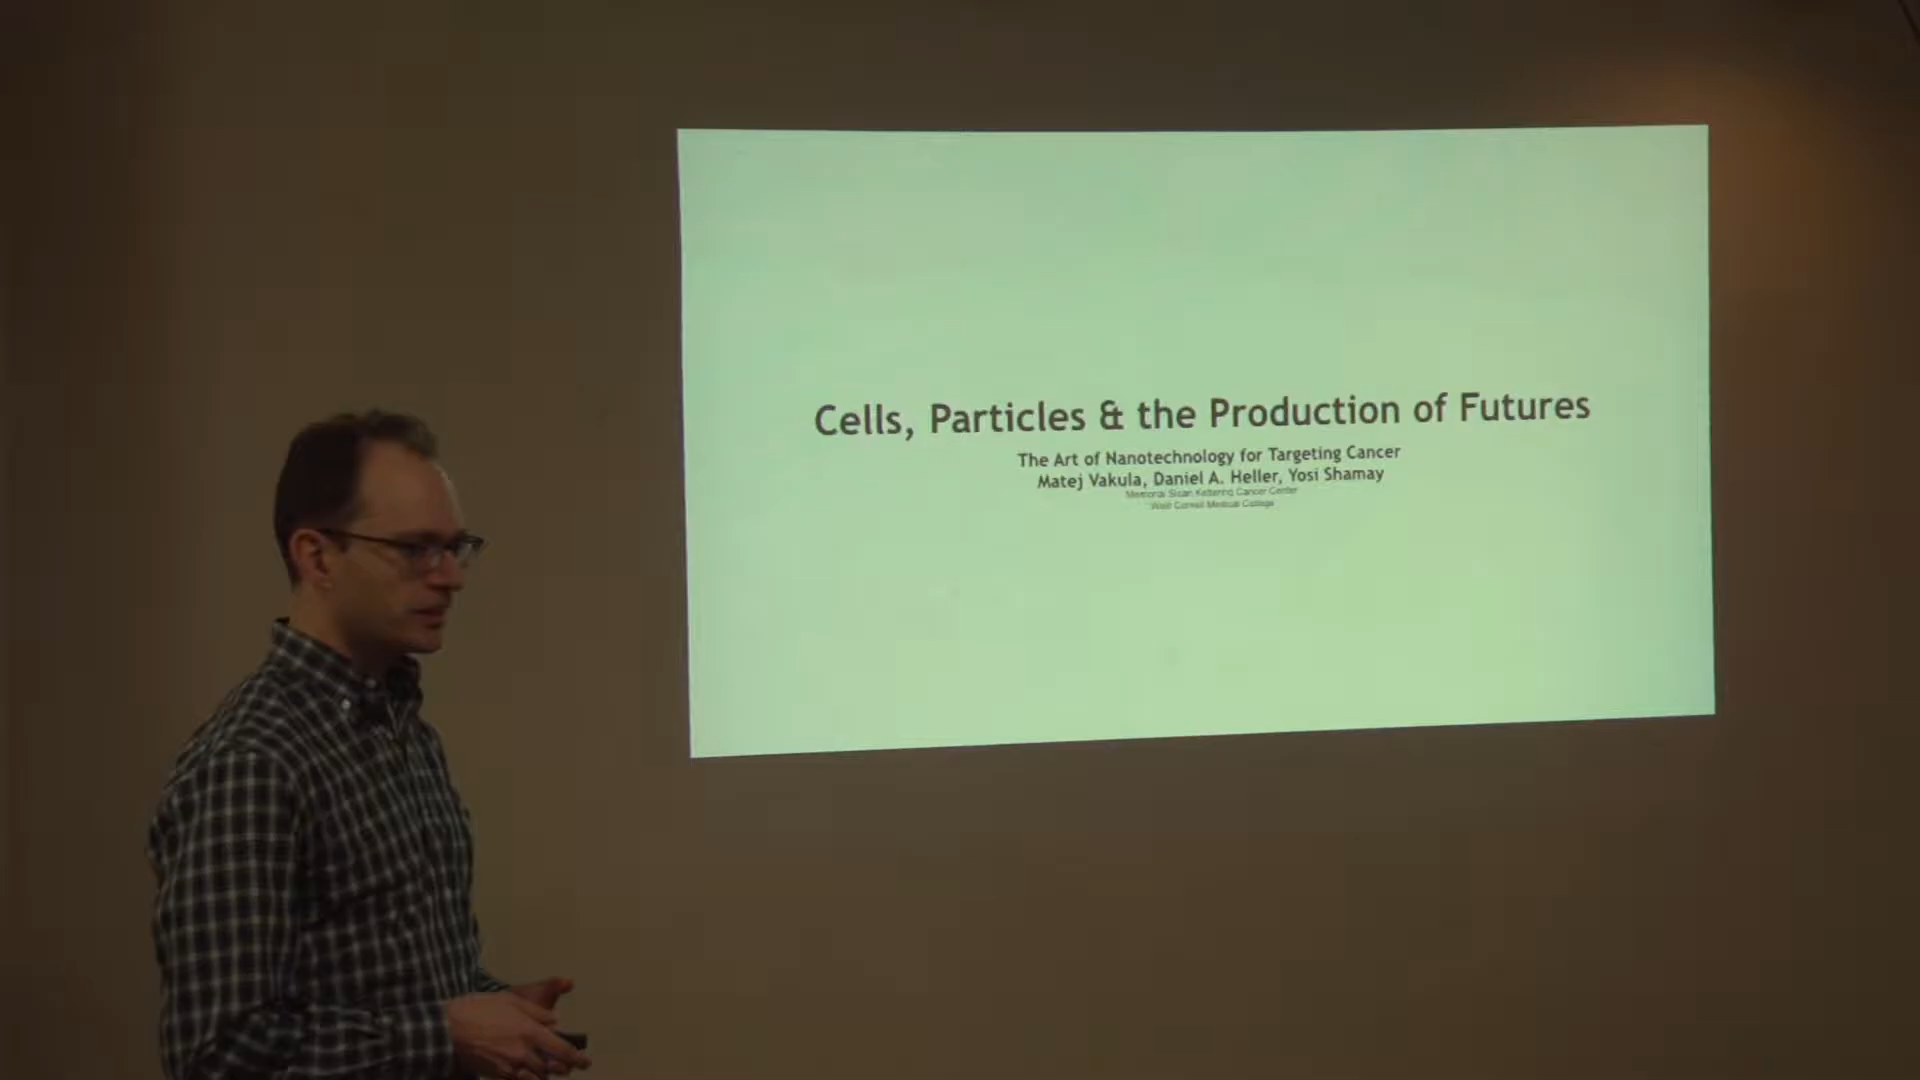 Cells, Particles & the Production of Futures
The Art of Nanotechnology for Targeting Cancer
Matej Vakula, Daniel A. Heller, Yosi Shamay
Memorial Sloan Kettering Cancer Center
Weill Cornell Medical College